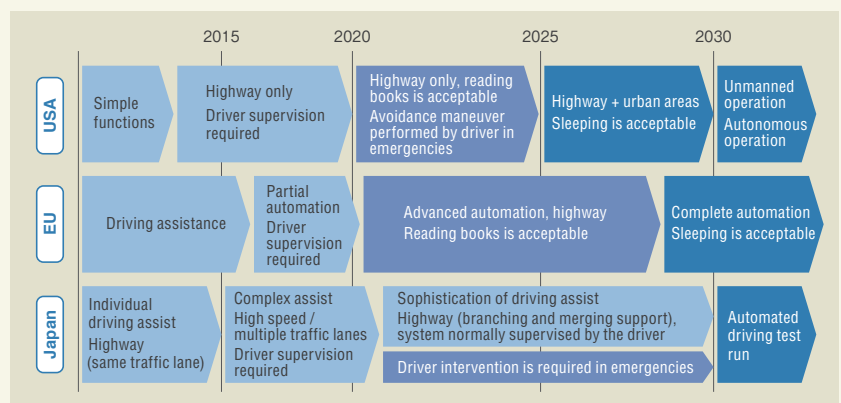 2015
2020
2025
2030
USA
Simple
functions
Highway only
Driver supervision
required
Highway only, reading
books is acceptable
Avoidance maneuver
performed by driver in
emergencies
Highway + urban areas
Sleeping is acceptable
Unmanned
operation
Autonomous
operation
EU
Driving assistance
Partial
automation
Driver
supervision
required
Advanced automation, highway
Reading books is acceptable
Complete automation
Sleeping is acceptable
Japan
Individual
driving assist
Highway
(same traffic lane)
Complex assist
High speed /
multiple traffic lanes
Driver supervision
required
Sophistication of driving assist
Highway (branching and merging support),
system normally supervised by the driver
Driver intervention is required in emergencies
Automated
driving test
run